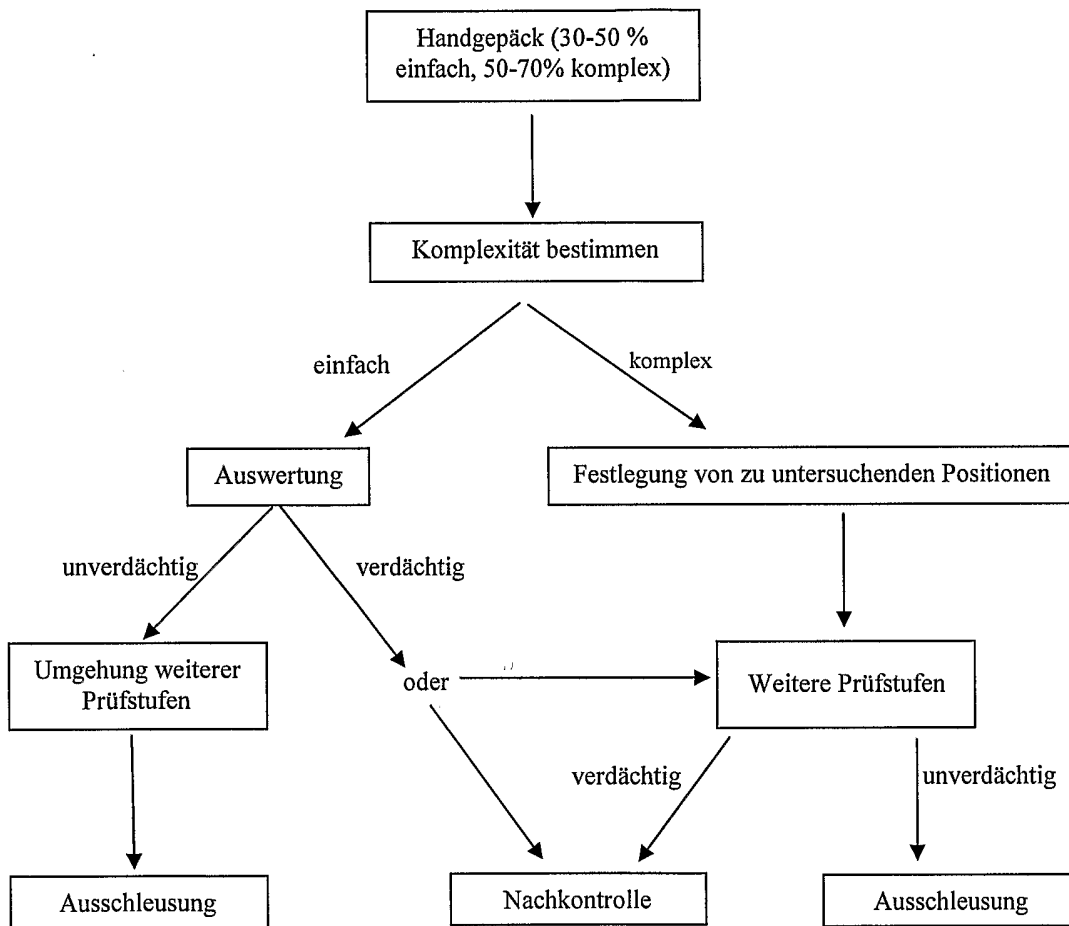 Handgepäck (30-50 %
einfach, 50-70% komplex)
Komplexität bestimmen
einfach
komplex
Auswertung
Festlegung von zu untersuchenden Positionen
unverdächtig
verdächtig
Umgehung weiterer
Prüfstufen
oder
Weitere Prüfstufen
verdächtig
unverdächtig
Ausschleusung
Nachkontrolle
Ausschleusung